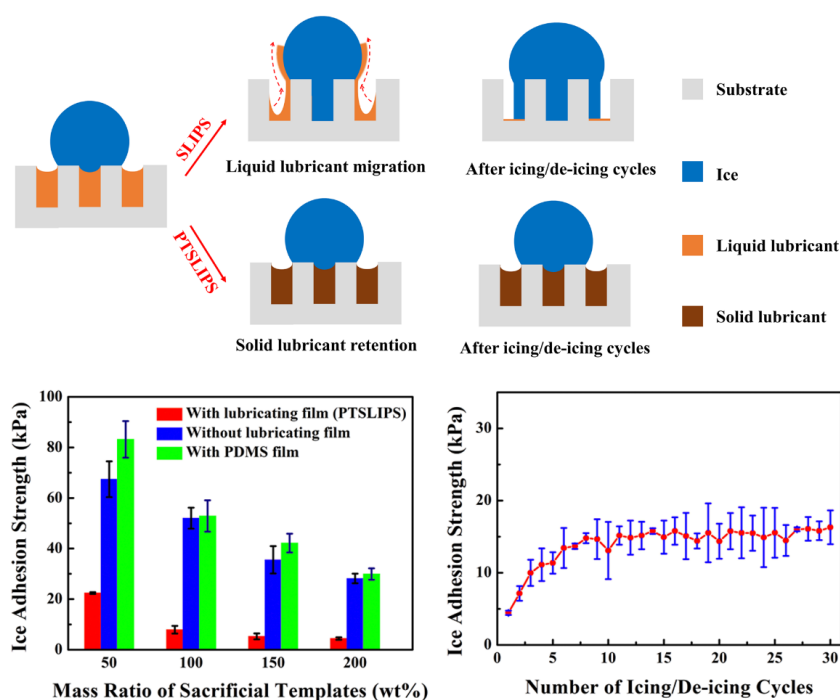 SLIPS
Liquid lubricant migration
After icing/de-icing cycles
PTSLIPS
Solid lubricant retention
After icing/de-icing cycles
Substrate
Ice
Liquid lubricant
Solid lubricant
Ice Adhesion Strength (kPa)
100
80
60
40
20
0
With lubricating film (PTSLIPS)
Without lubricating film
With PDMS film
50 100 150 200
Mass Ratio of Sacrificial Templates (wt%)
Ice Adhesion Strength (kPa)
30
20
10
0
0 5 10 15 20 25 30
Number of Icing/De-icing Cycles